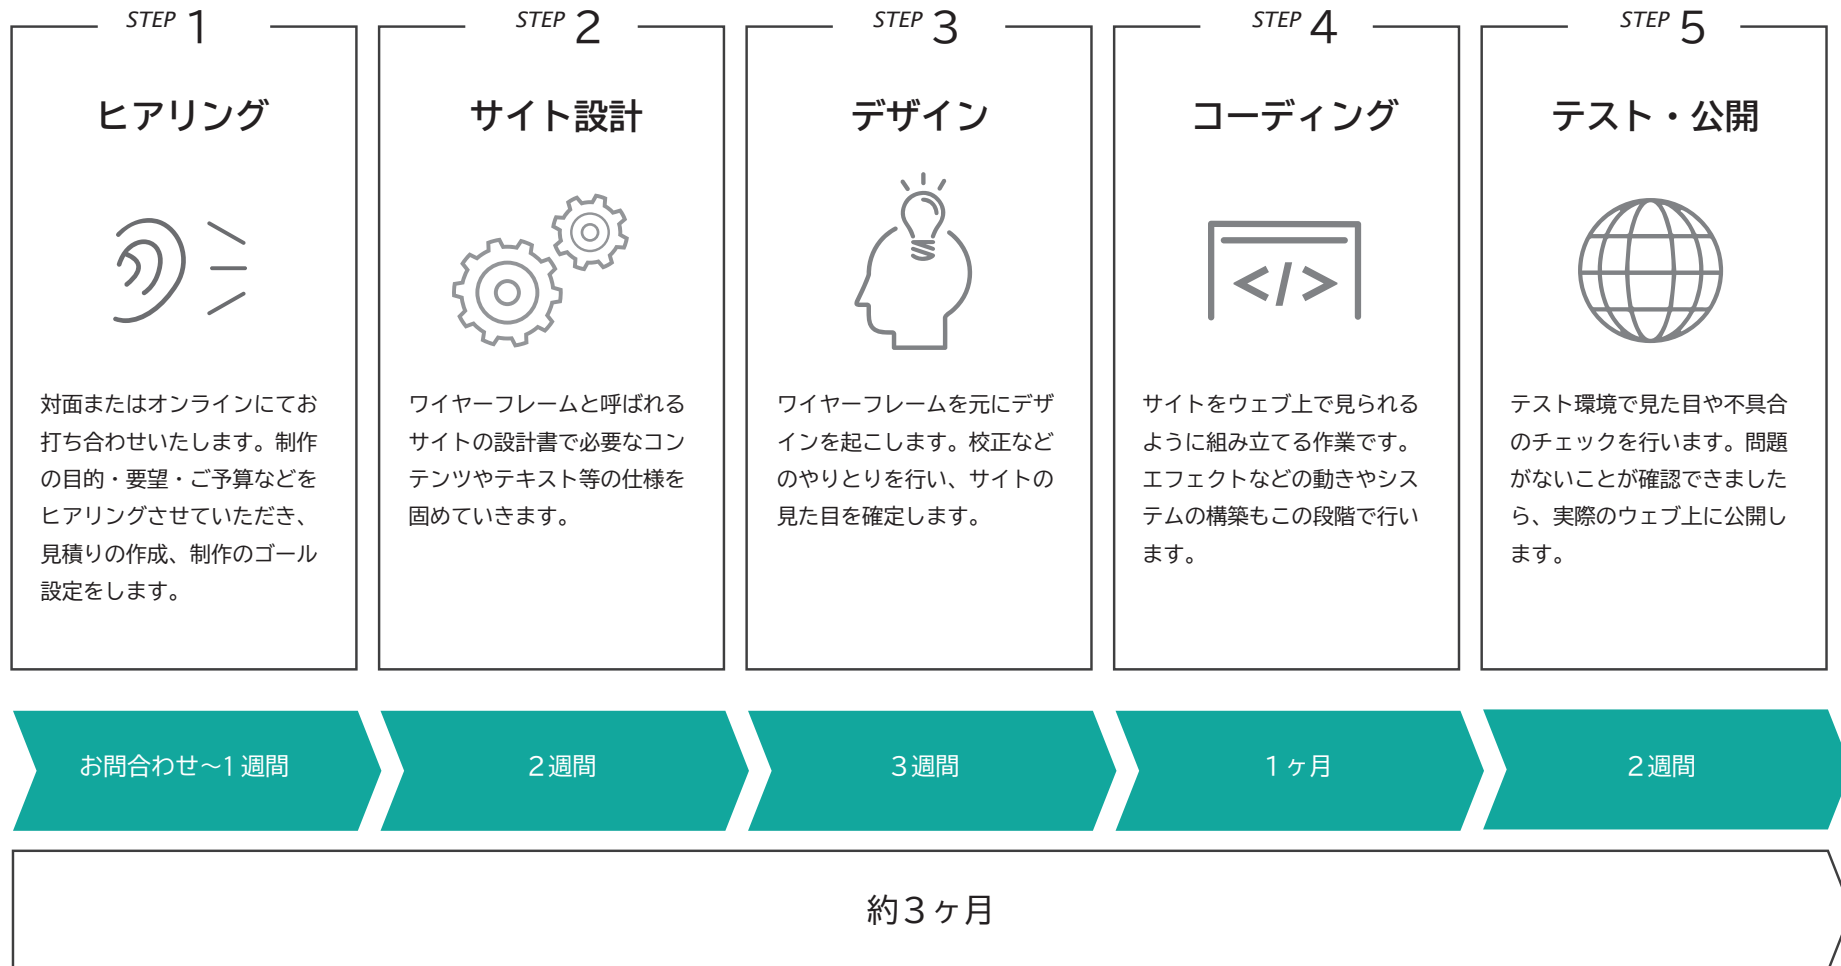 STEP 1
ヒアリング
対面またはオンラインにてお
打ち合わせいたします。制作
の目的・要望・ご予算などを
ヒアリングさせていただき、
見積りの作成、制作のゴール
設定をします。
STEP 2
サイト設計
ワイヤーフレームと呼ばれる
サイトの設計書で必要なコン
テンツやテキスト等の仕様を
固めていきます。
STEP 3
デザイン
ワイヤーフレームを元にデザ
インを起こします。校正など
のやりとりを行い、サイトの
見た目を確定します。
STEP 4
コーディング
</>
サイトをウェブ上で見られる
ように組み立てる作業です。
エフェクトなどの動きやシス
テムの構築もこの段階で行い
ます。
STEP 5
テスト・公開
テスト環境で見た目や不具合
のチェックを行います。問題
がないことが確認できました
ら、実際のウェブ上に公開し
ます。
お問合わせ〜1週間
2週間
3週間
1ヶ月
2週間
約3ヶ月